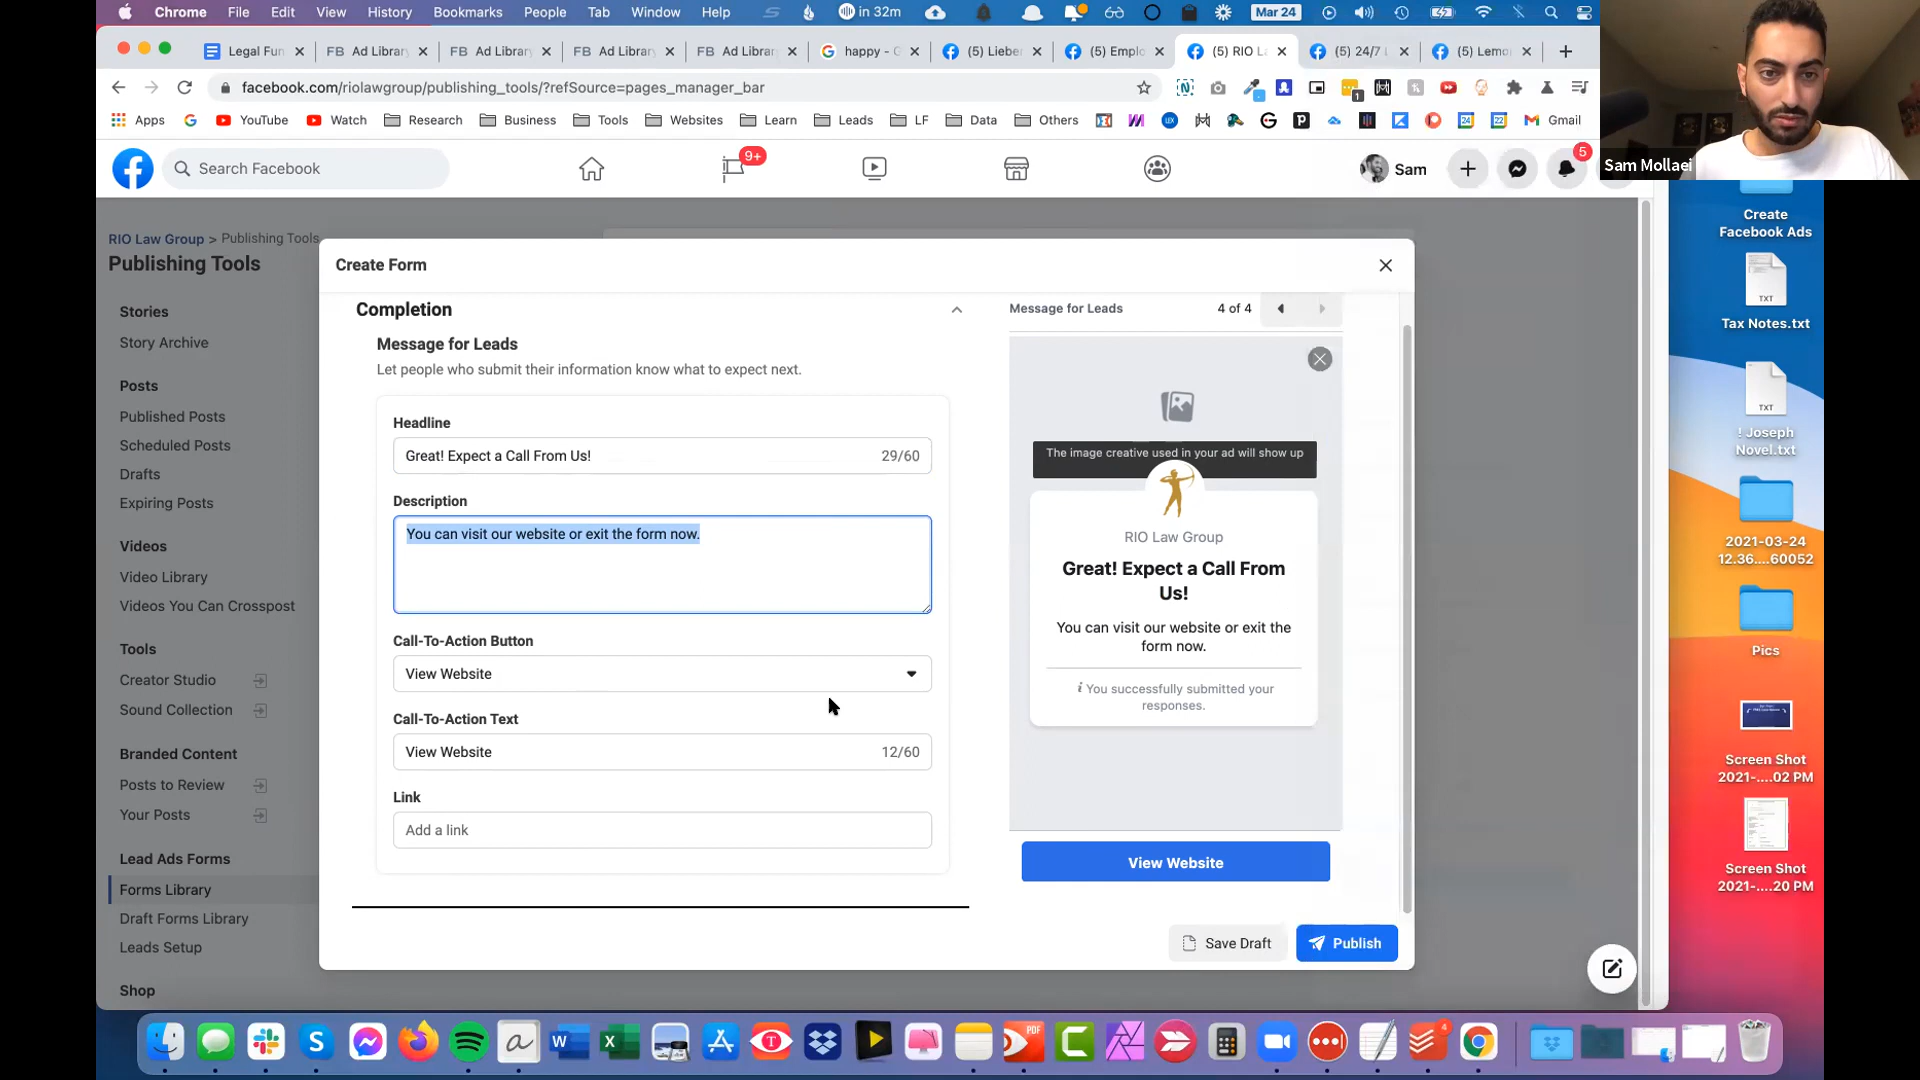 Chrome File Edit View History Bookmarks People Tab Window Help in 32m Mar 24
Legal Fun
FB Ad Library
FB Ad Library
FB Ad Library
FB Ad Library
happy - G
(5) Lieber
(5) Emplo
(5) RIO La
(5) 24/7 L
(5) Lemo
facebook.com/riolawgroup/publishing_tools/?refSource=pages_manager_bar
Apps YouTube Watch Research Business Tools Websites Learn Leads LF Data Others Gmail
Search Facebook
9+
Sam
5
Sam Mollaei
RIO Law Group > Publishing Tools
Publishing Tools
Stories
Story Archive
Posts
Published Posts
Scheduled Posts
Drafts
Expiring Posts
Videos
Video Library
Videos You Can Crosspost
Tools
Creator Studio
Sound Collection
Branded Content
Posts to Review
Your Posts
Lead Ads Forms
Forms Library
Draft Forms Library
Leads Setup
Shop
Create Form
Completion
Message for Leads
Let people who submit their information know what to expect next.
Headline
Great! Expect a Call From Us! 29/60
Description
You can visit our website or exit the form now.
Call-To-Action Button
View Website
Call-To-Action Text
View Website 12/60
Link
Add a link
Message for Leads 4 of 4
The image creative used in your ad will show up
RIO Law Group
Great! Expect a Call From
Us!
You can visit our website or exit the
form now.
i You successfully submitted your
responses.
View Website
Save Draft
Publish
Create
Facebook Ads
TXT
Tax Notes.txt
TXT
! Joseph
Novel.txt
2021-03-24
12.36....60052
Pics
Screen Shot
2021-....02 PM
Screen Shot
2021-....20 PM
4